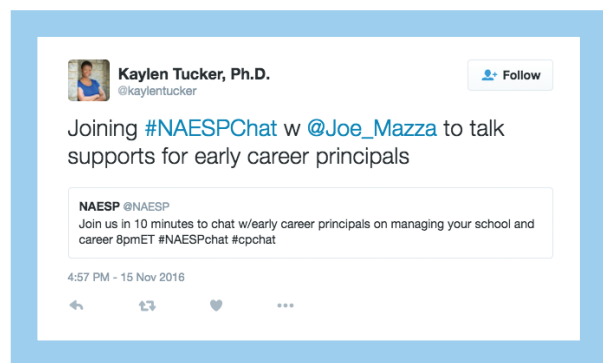 Kaylen Tucker, Ph.D.
@kaylentucker
Follow
Joining #NAESPChat w @Joe_Mazza to talk
supports for early career principals
NAESP @NAESP
Join us in 10 minutes to chat w/early career principals on managing your school and
career 8pmET #NAESPchat #cpchat
4:57 PM - 15 Nov 2016